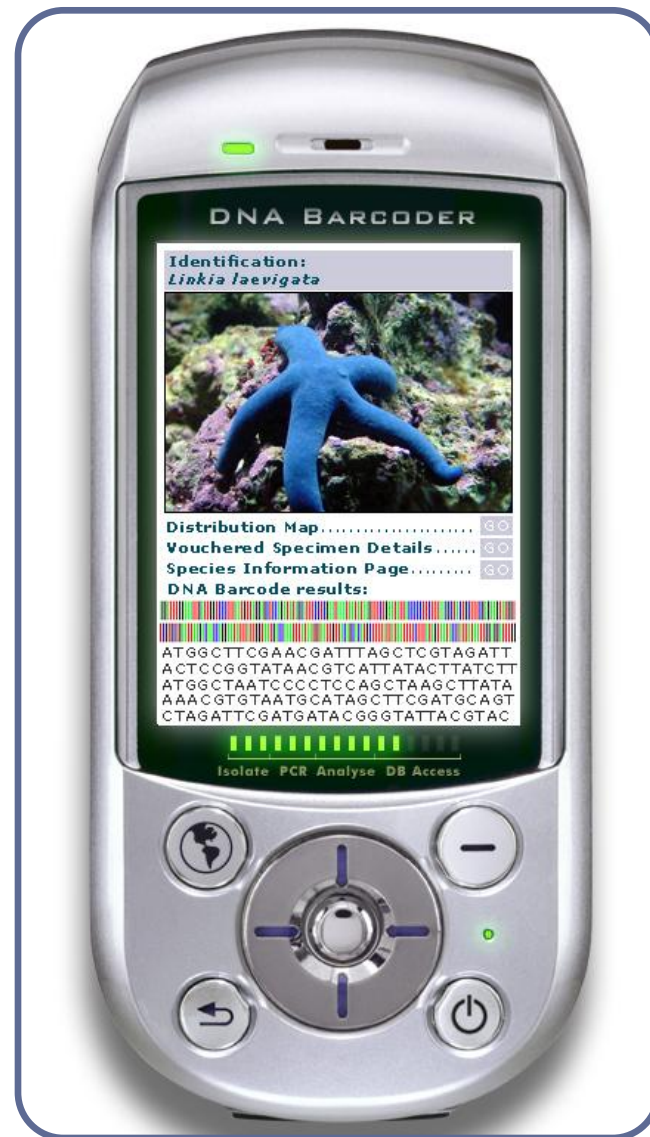 DNA BARCODER
Identification:
Linkia laevigata
Distribution Map...................... GO
Vouchered Specimen Details...... GO
Species Information Page......... GO
DNA Barcode results:
ATGGCTTCGAACGATTTAGCTCGTAGATT
ACTCCGGTATAACGTCATTATACTTATCTT
ATGGCTAATCCCCTCCAGCTAAGCTTATA
AAACGTGTAATGCATAGCTTCGATGCAGT
CTAGATTCGATGATACGGGTATTACGTAC
Isolate PCR Analyse DB Access